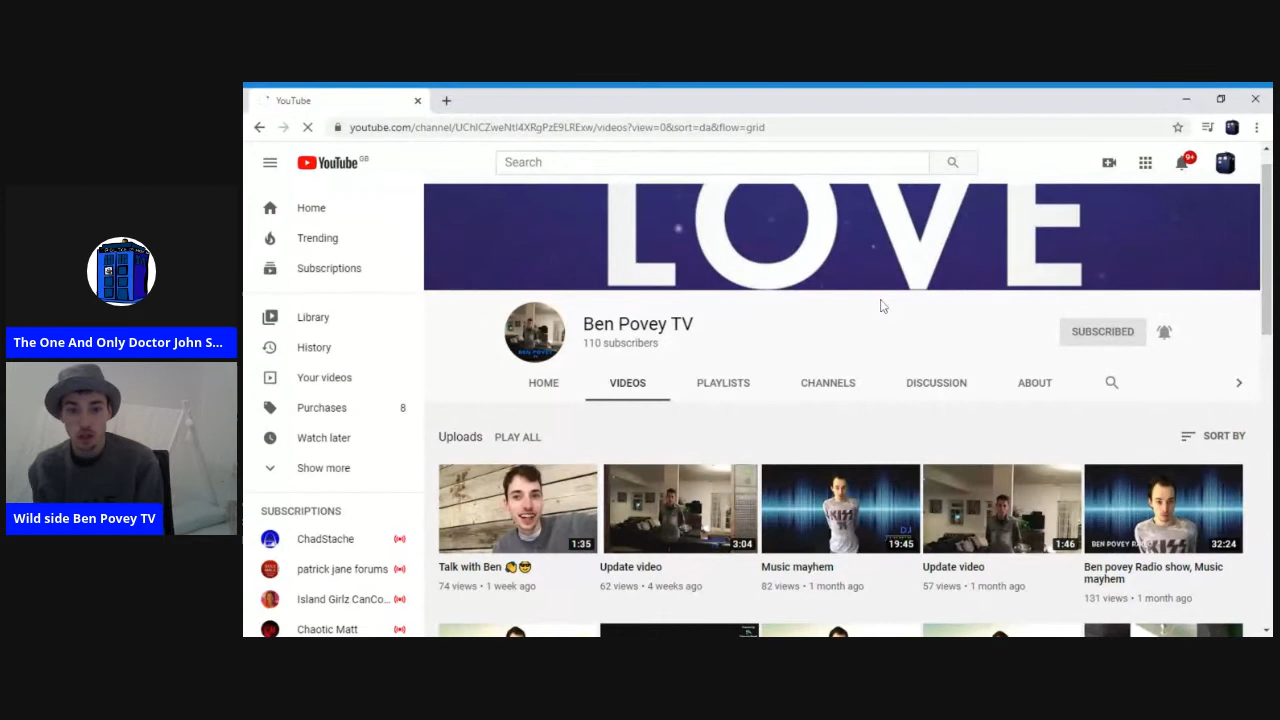 The One And Only Doctor John S...
Wild side Ben Povey TV
YouTube
youtube.com/channel/UChlCZweNtl4XRgPzE9LRExw/videos?view=0&sort=da&flow=grid
YouTube GB
Search
9+
Home
Trending
Subscriptions
Library
History
Your videos
Purchases 8
Watch later
Show more
SUBSCRIPTIONS
ChadStache
patrick jane forums
Island Girlz CanCo...
Chaotic Matt
LOVE
Ben Povey TV
110 subscribers
SUBSCRIBED
HOME VIDEOS PLAYLISTS CHANNELS DISCUSSION ABOUT
Uploads PLAY ALL SORT BY
1:35
Talk with Ben 👏😎
74 views • 1 week ago
3:04
Update video
62 views • 4 weeks ago
KISS
DJ
19:45
Music mayhem
82 views • 1 month ago
1:46
Update video
57 views • 1 month ago
KISS
BEN POVEY RA
32:24
Ben povey Radio show, Music
mayhem
131 views • 1 month ago